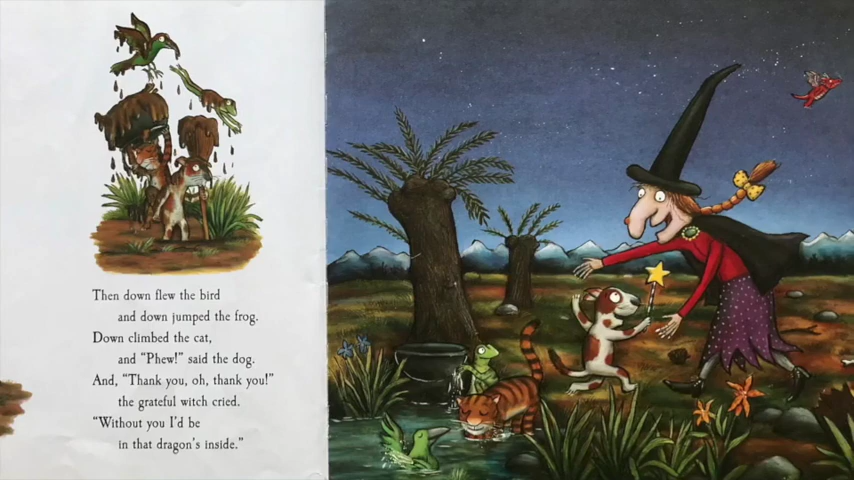 Then down flew the bird
and down jumped the frog.
Down climbed the cat,
and “Phew!” said the dog.
And, “Thank you, oh, thank you!”
the grateful witch cried.
“Without you I’d be
in that dragon’s inside.”